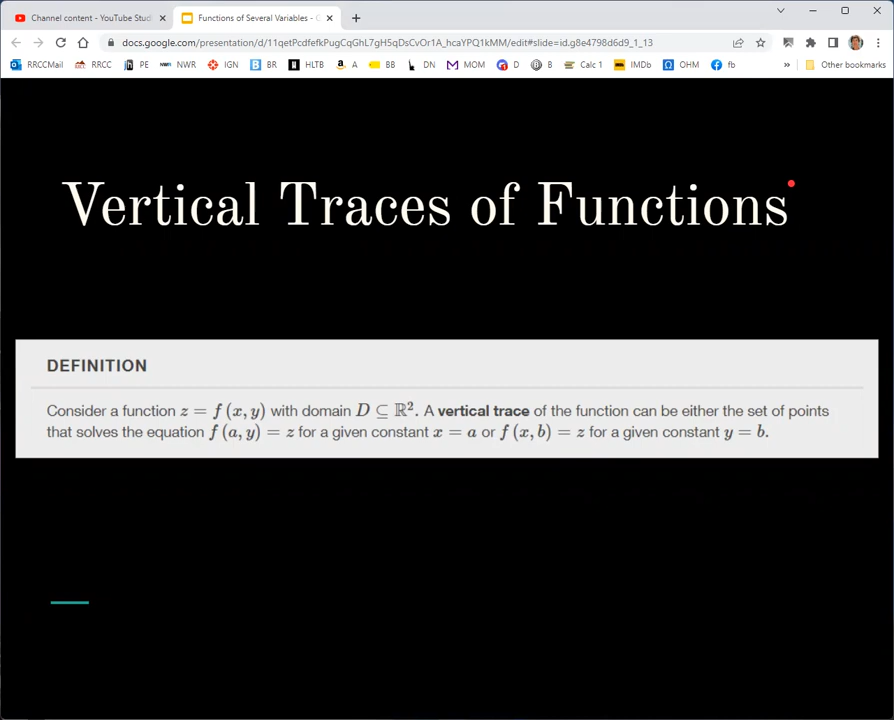 Channel content - YouTube Stud
Functions of Several Variables - G
docs.google.com/presentation/d/11qetPcdfefkPugCqGhL7gH5qDsCvOr1A_hcaYPQ1kMM/edit#slide=id.g8e4798d6d9_1_13
RRCCMail RRCC PE NWR IGN BR HLTB A BB DN MOM D B Calc 1 IMDb OHM fb » Other bookmarks
Vertical Traces of Functions
DEFINITION
Consider a function z = f (x, y) with domain D ⊆ ℝ². A vertical trace of the function can be either the set of points
that solves the equation f (a, y) = z for a given constant x = a or f (x, b) = z for a given constant y = b.